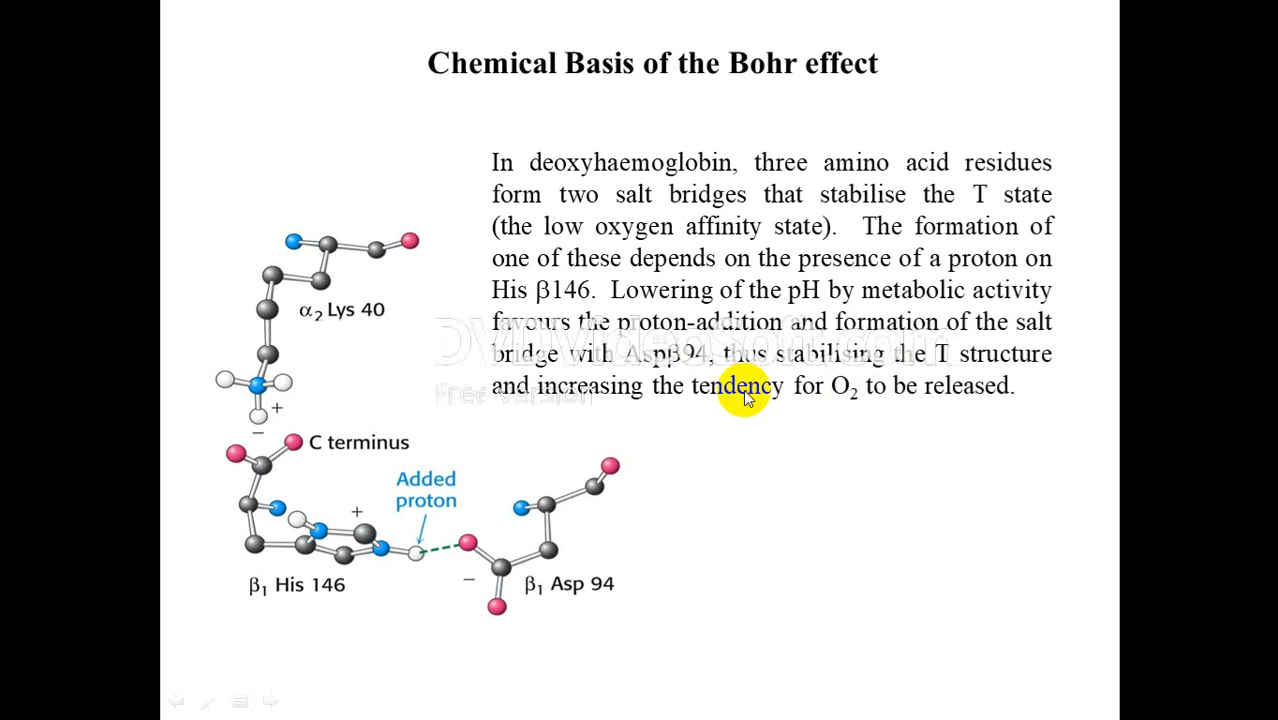 Chemical Basis of the Bohr effect
In deoxyhaemoglobin, three amino acid residues
form two salt bridges that stabilise the T state
(the low oxygen affinity state). The formation of
one of these depends on the presence of a proton on
His β146. Lowering of the pH by metabolic activity
favours the proton-addition and formation of the salt
bridge with Aspβ94, thus stabilising the T structure
and increasing the tendency for O₂ to be released.
DVDVideoSoft.com
Free version
α₂ Lys 40
+
−
C terminus
Added
proton
+
−
β₁ His 146
β₁ Asp 94